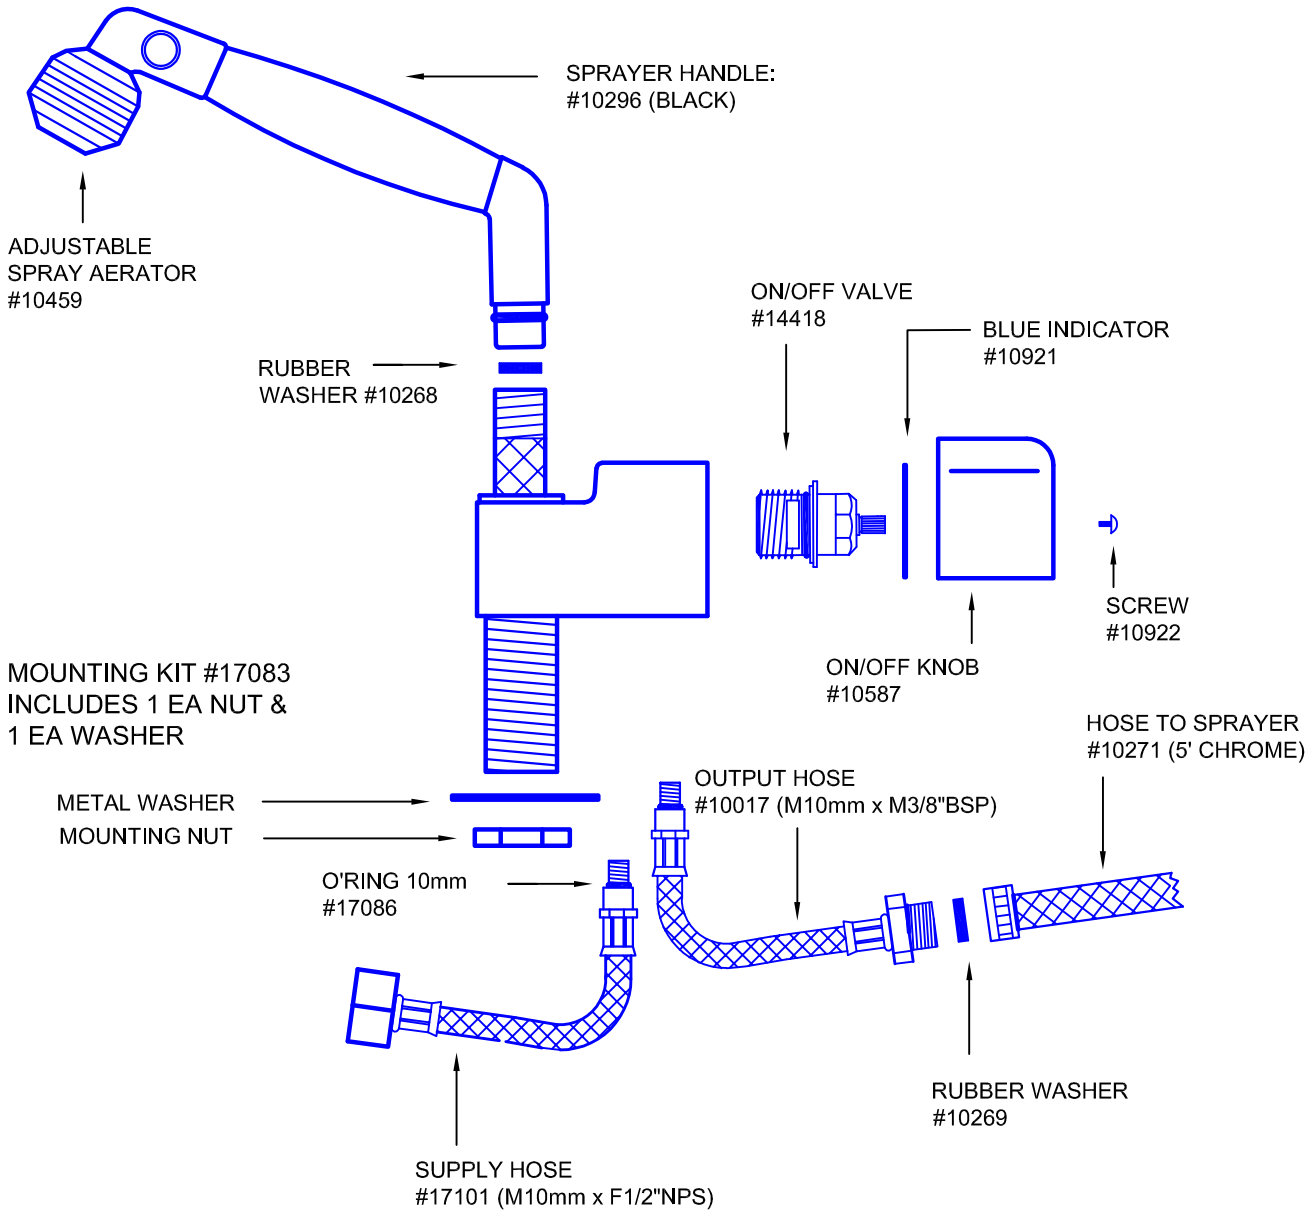 SPRAYER HANDLE:
#10296 (BLACK)
ADJUSTABLE
SPRAY AERATOR
#10459
ON/OFF VALVE
#14418
BLUE INDICATOR
#10921
RUBBER
WASHER #10268
SCREW
#10922
ON/OFF KNOB
#10587
MOUNTING KIT #17083
INCLUDES 1 EA NUT &
1 EA WASHER
HOSE TO SPRAYER
#10271 (5' CHROME)
OUTPUT HOSE
#10017 (M10mm x M3/8"BSP)
METAL WASHER
MOUNTING NUT
O'RING 10mm
#17086
RUBBER WASHER
#10269
SUPPLY HOSE
#17101 (M10mm x F1/2"NPS)